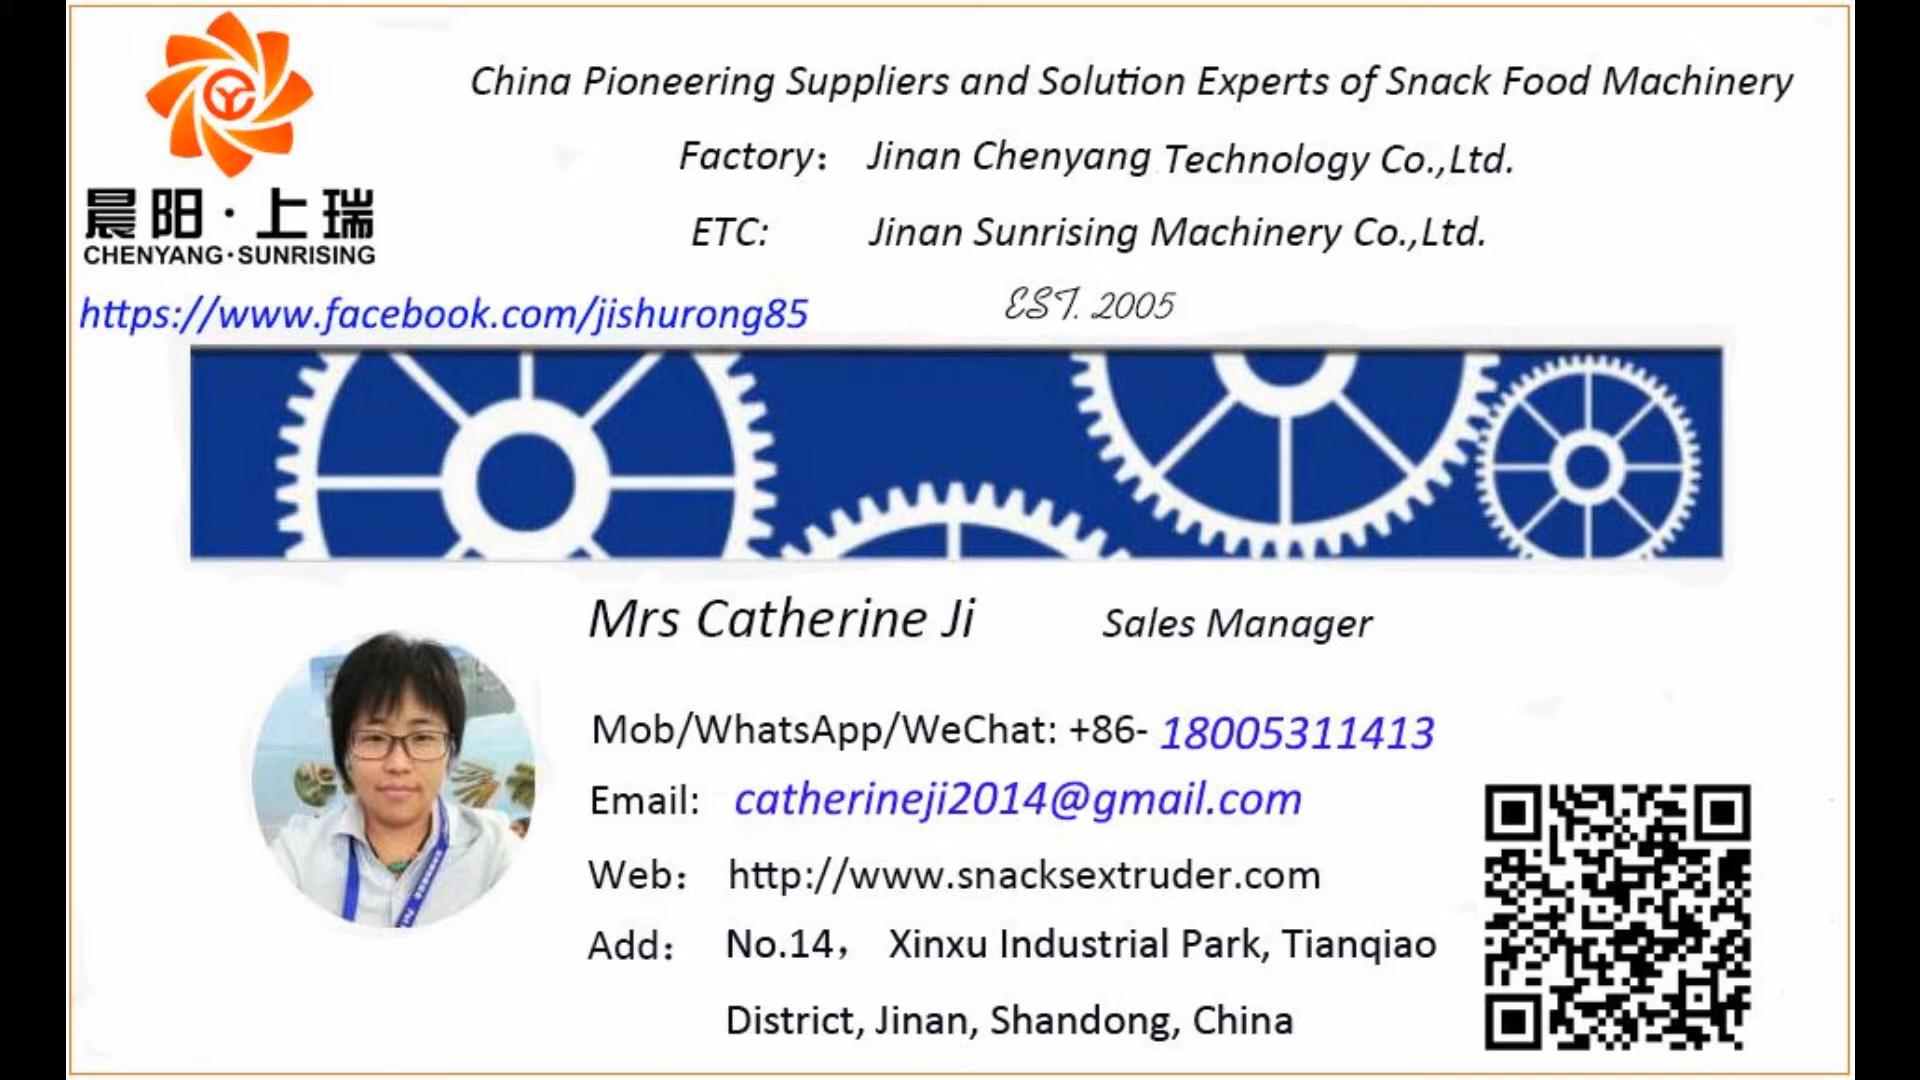 晨阳·上瑞
CHENYANG·SUNRISING
China Pioneering Suppliers and Solution Experts of Snack Food Machinery
Factory： Jinan Chenyang Technology Co.,Ltd.
ETC: Jinan Sunrising Machinery Co.,Ltd.
EST. 2005
https://www.facebook.com/jishurong85
Mrs Catherine Ji Sales Manager
Mob/WhatsApp/WeChat: +86- 18005311413
Email: catherineji2014@gmail.com
Web： http://www.snacksextruder.com
Add： No.14， Xinxu Industrial Park, Tianqiao
District, Jinan, Shandong, China